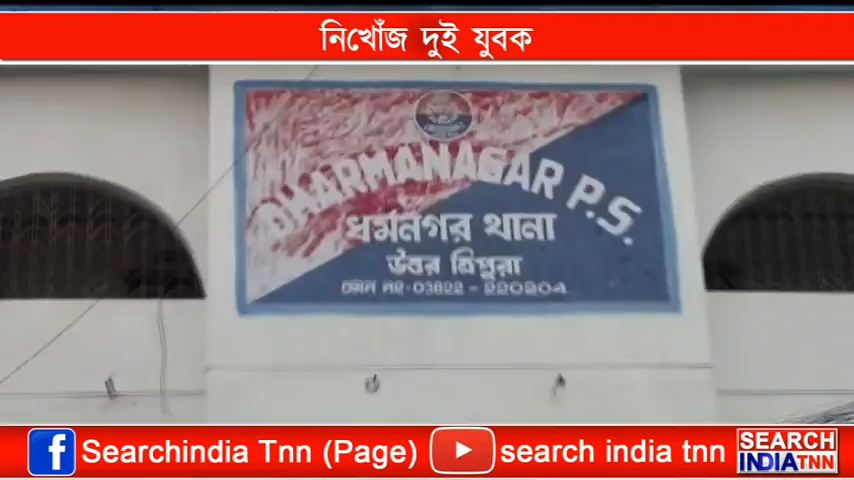 নিখোঁজ দুই যুবক
DHARMANAGAR P.S.
ধর্মনগর থানা
উত্তর ত্রিপুরা
ফোন নং-03822-220204
Searchindia Tnn (Page)
search india tnn
SEARCH
INDIATNN